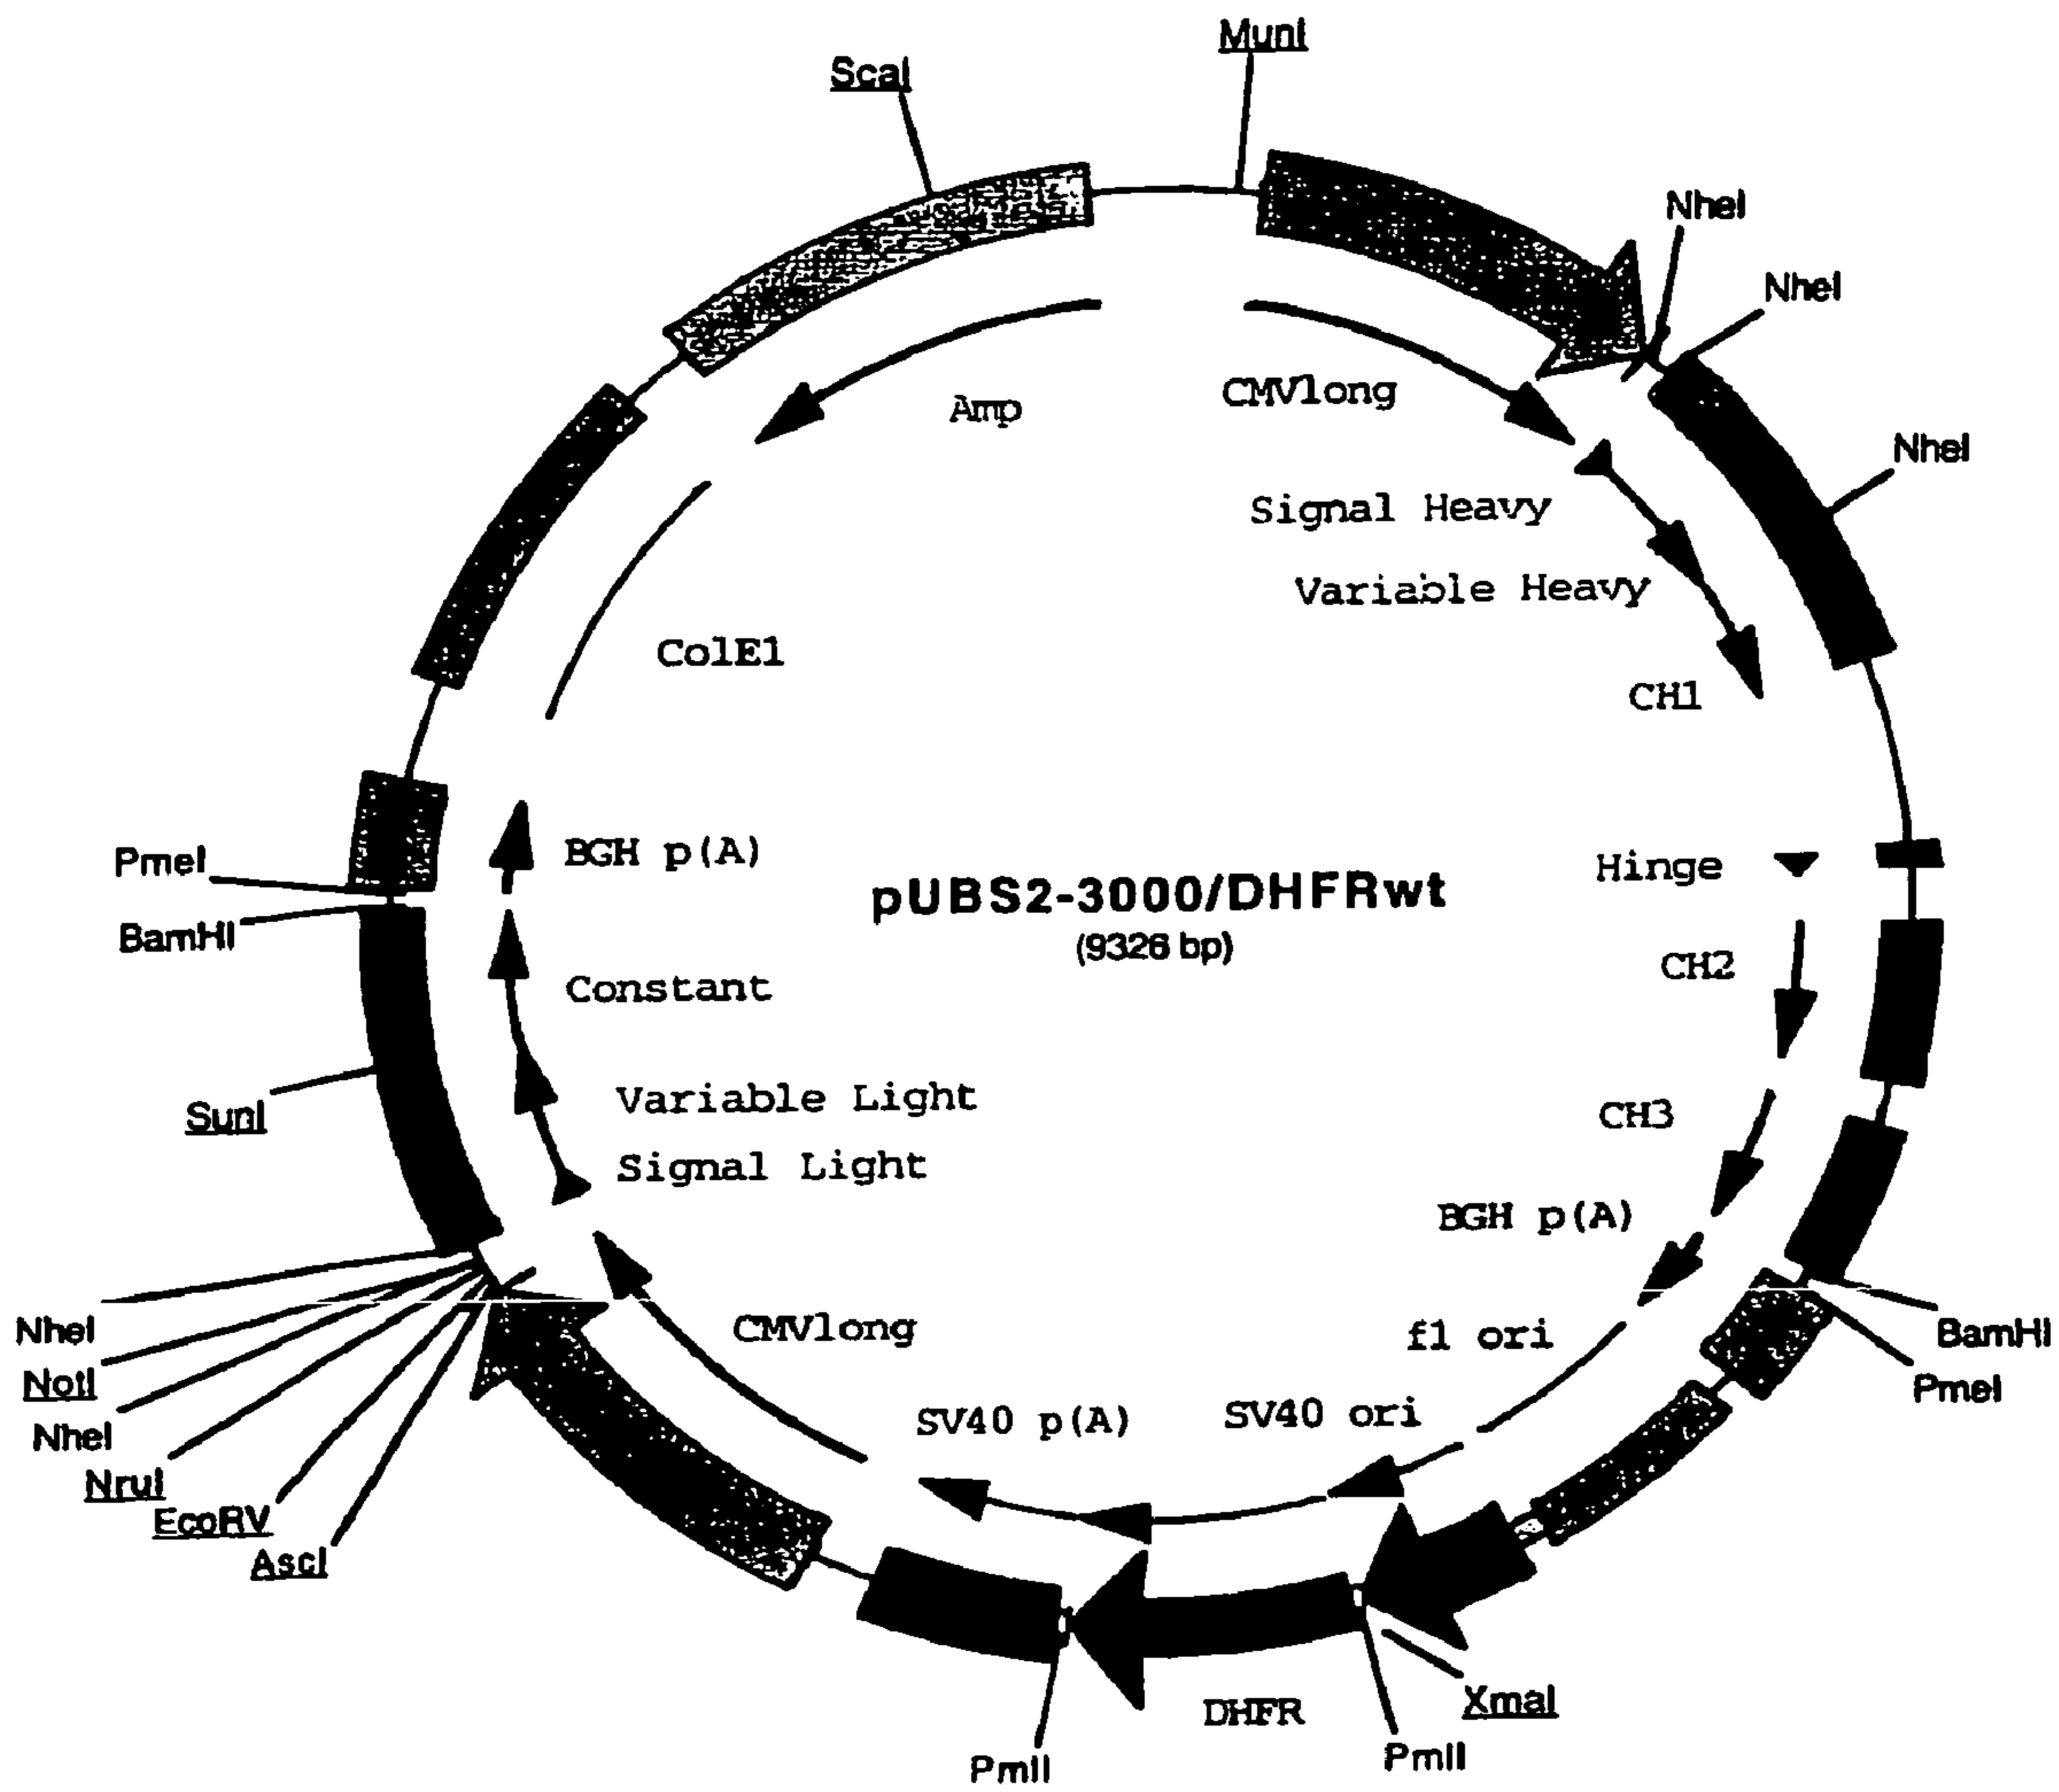 MunI
ScaI
NheI
NheI
CMVlong
Amp
NheI
Signal Heavy
Variable Heavy
ColE1
CH1
BGH p(A)
PmeI
Hinge
pUBS2-3000/DHFRwt
(9326 bp)
BamHI
CH2
Constant
Variable Light
SunI
CH3
Signal Light
BGH p(A)
CMVlong
f1 ori
NheI
BamHI
NotI
PmeI
SV40 p(A)
SV40 ori
NheI
NruI
EcoRV
AscI
XmaI
DHFR
PmlI
PmlI